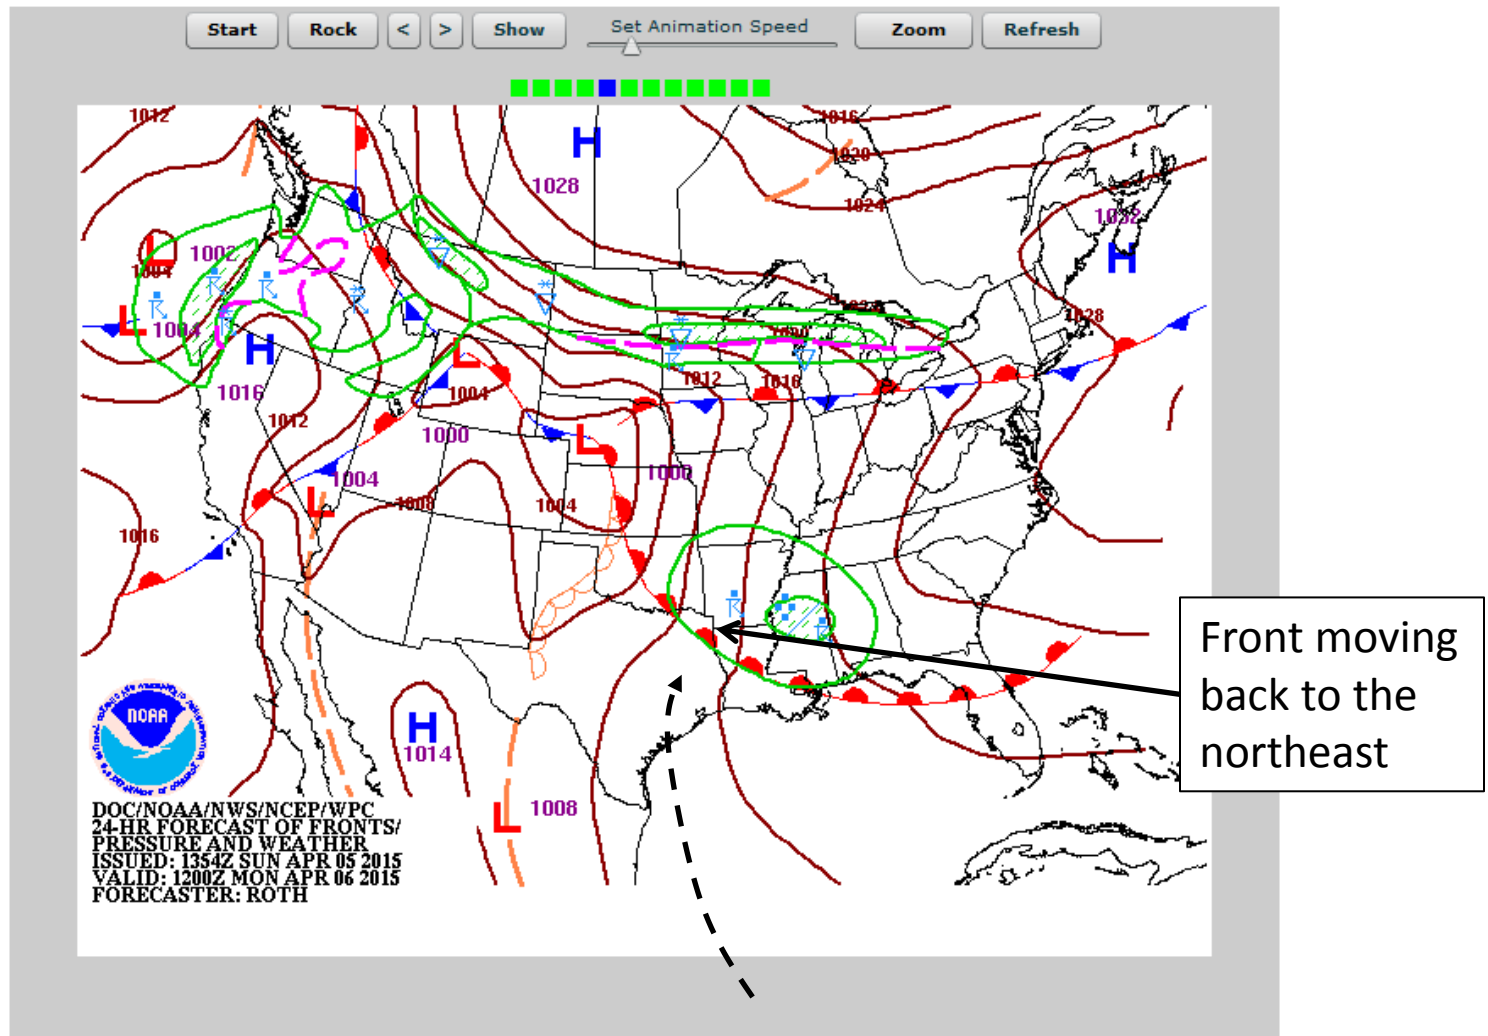 Start Rock < > Show Set Animation Speed Zoom Refresh
1012
H
1016
1020
1028
1024
1032
L
1002
1004
H
L
1004
1028
H
L
1016
1004
1012
1016
1012
1000
L
1000
1004
L
1008
1004
1016
Front moving
back to the
northeast
NOAA
H
1014
L
1008
DOC/NOAA/NWS/NCEP/WPC
24-HR FORECAST OF FRONTS/
PRESSURE AND WEATHER
ISSUED: 1354Z SUN APR 05 2015
VALID: 1200Z MON APR 06 2015
FORECASTER: ROTH